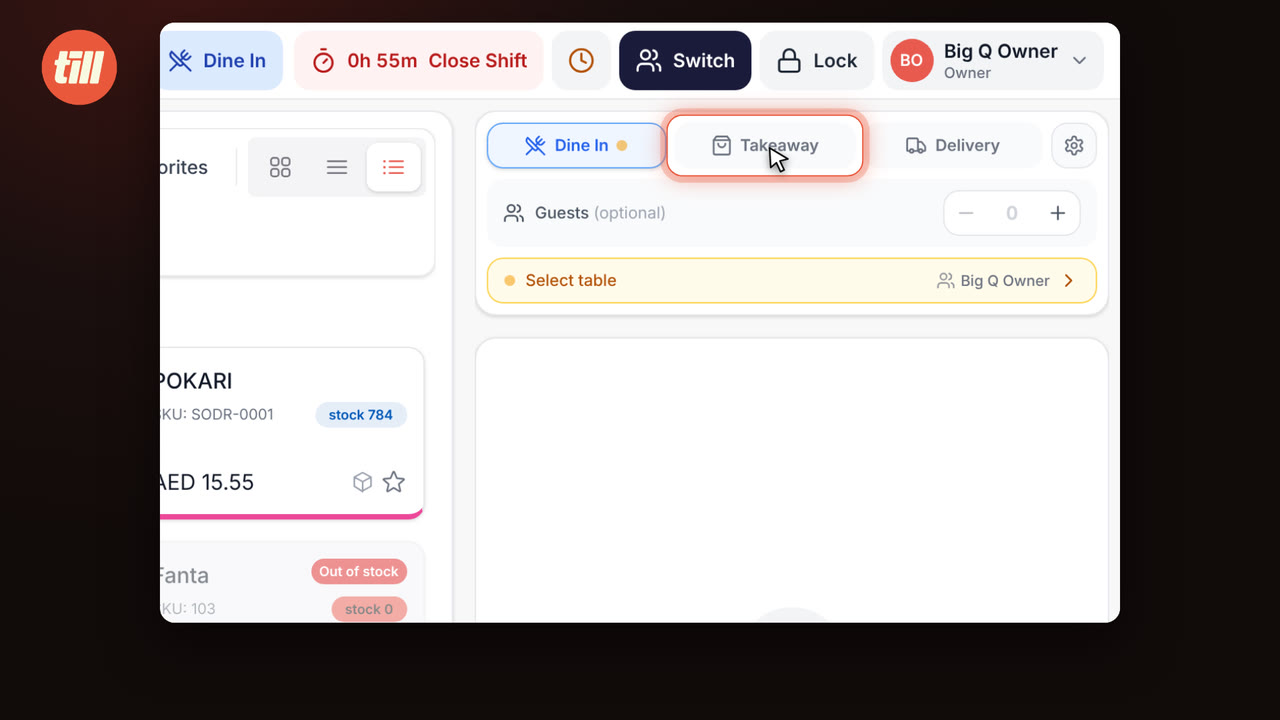 till
Dine In
0h 55m Close Shift
Switch
Lock
BO
Big Q Owner
Owner
orites
Dine In
Takeaway
Delivery
Guests (optional)
0
Select table
Big Q Owner
POKARI
SKU: SODR-0001
stock 784
AED 15.55
Fanta
Out of stock
KU: 103
stock 0